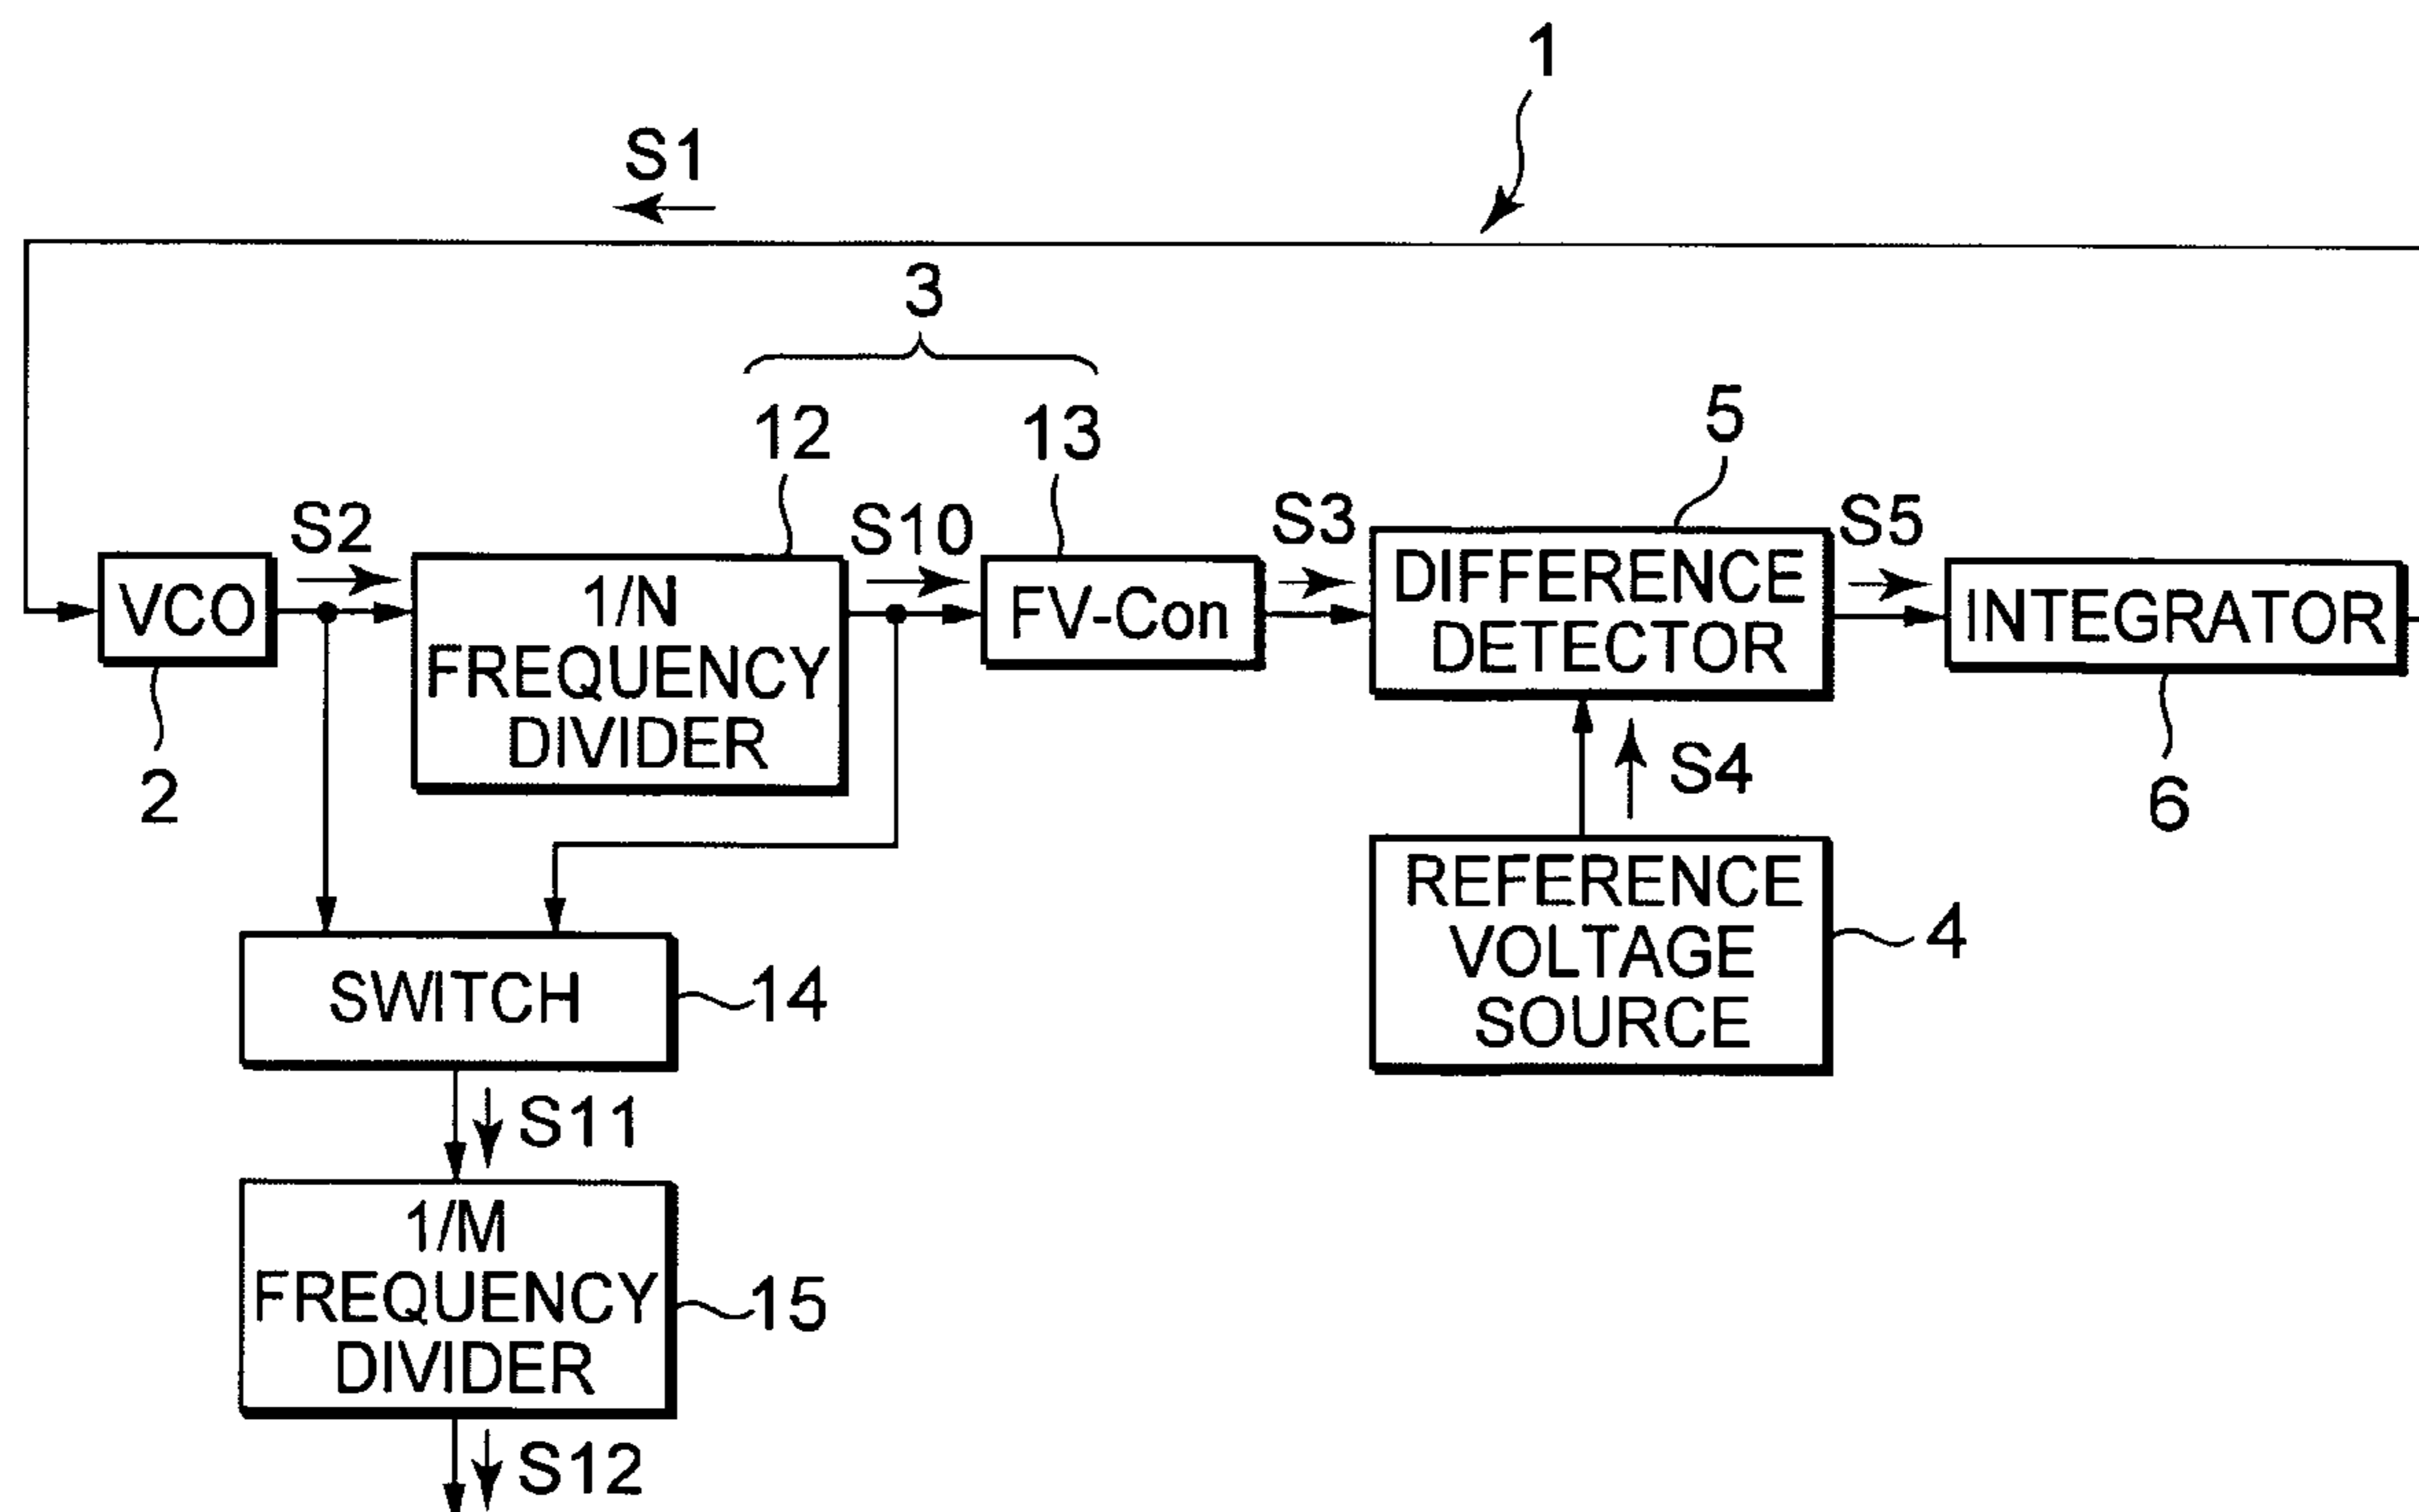 1
S1
3
12
13
5
S2
S10
S3
S5
VCO
1/N
FREQUENCY
DIVIDER
FV-Con
DIFFERENCE
DETECTOR
INTEGRATOR
2
S4
6
REFERENCE
VOLTAGE
SOURCE
4
SWITCH
14
S11
1/M
FREQUENCY
DIVIDER
15
S12